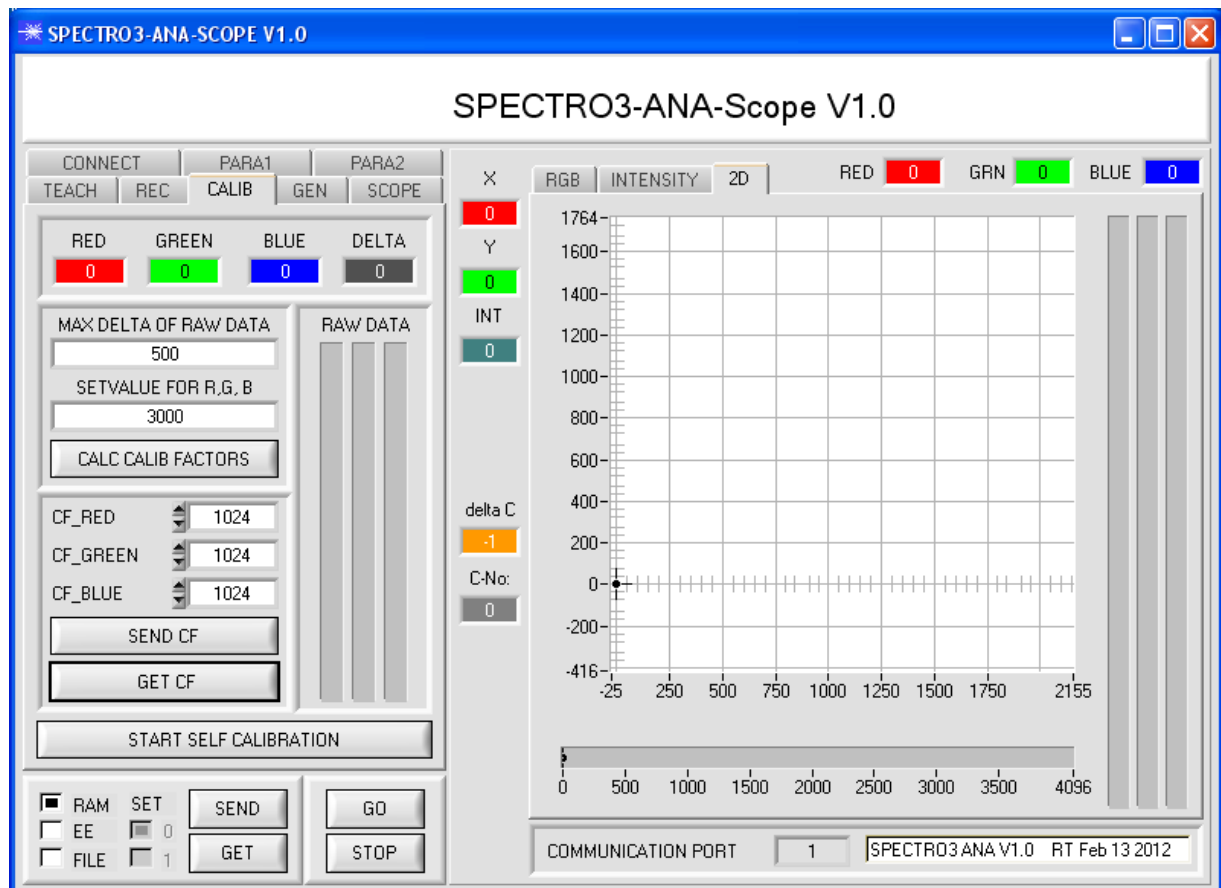 SPECTRO3-ANA-SCOPE V1.0
SPECTRO3-ANA-Scope V1.0
CONNECT PARA1 PARA2
TEACH REC CALIB GEN SCOPE
RED GREEN BLUE DELTA
0 0 0 0
MAX DELTA OF RAW DATA
500
SETVALUE FOR R,G, B
3000
CALC CALIB FACTORS
RAW DATA
CF_RED 1024
CF_GREEN 1024
CF_BLUE 1024
SEND CF
GET CF
START SELF CALIBRATION
RAM SET
EE 0
FILE 1
SEND
GET
GO
STOP
X
0
Y
0
INT
0
delta C
-1
C-No:
0
RGB INTENSITY 2D
RED 0 GRN 0 BLUE 0
1764
1600
1400
1200
1000
800
600
400
200
0
-200
-416
-25 250 500 750 1000 1250 1500 1750 2155
0 500 1000 1500 2000 2500 3000 3500 4096
COMMUNICATION PORT 1 SPECTRO3 ANA V1.0 RT Feb 13 2012